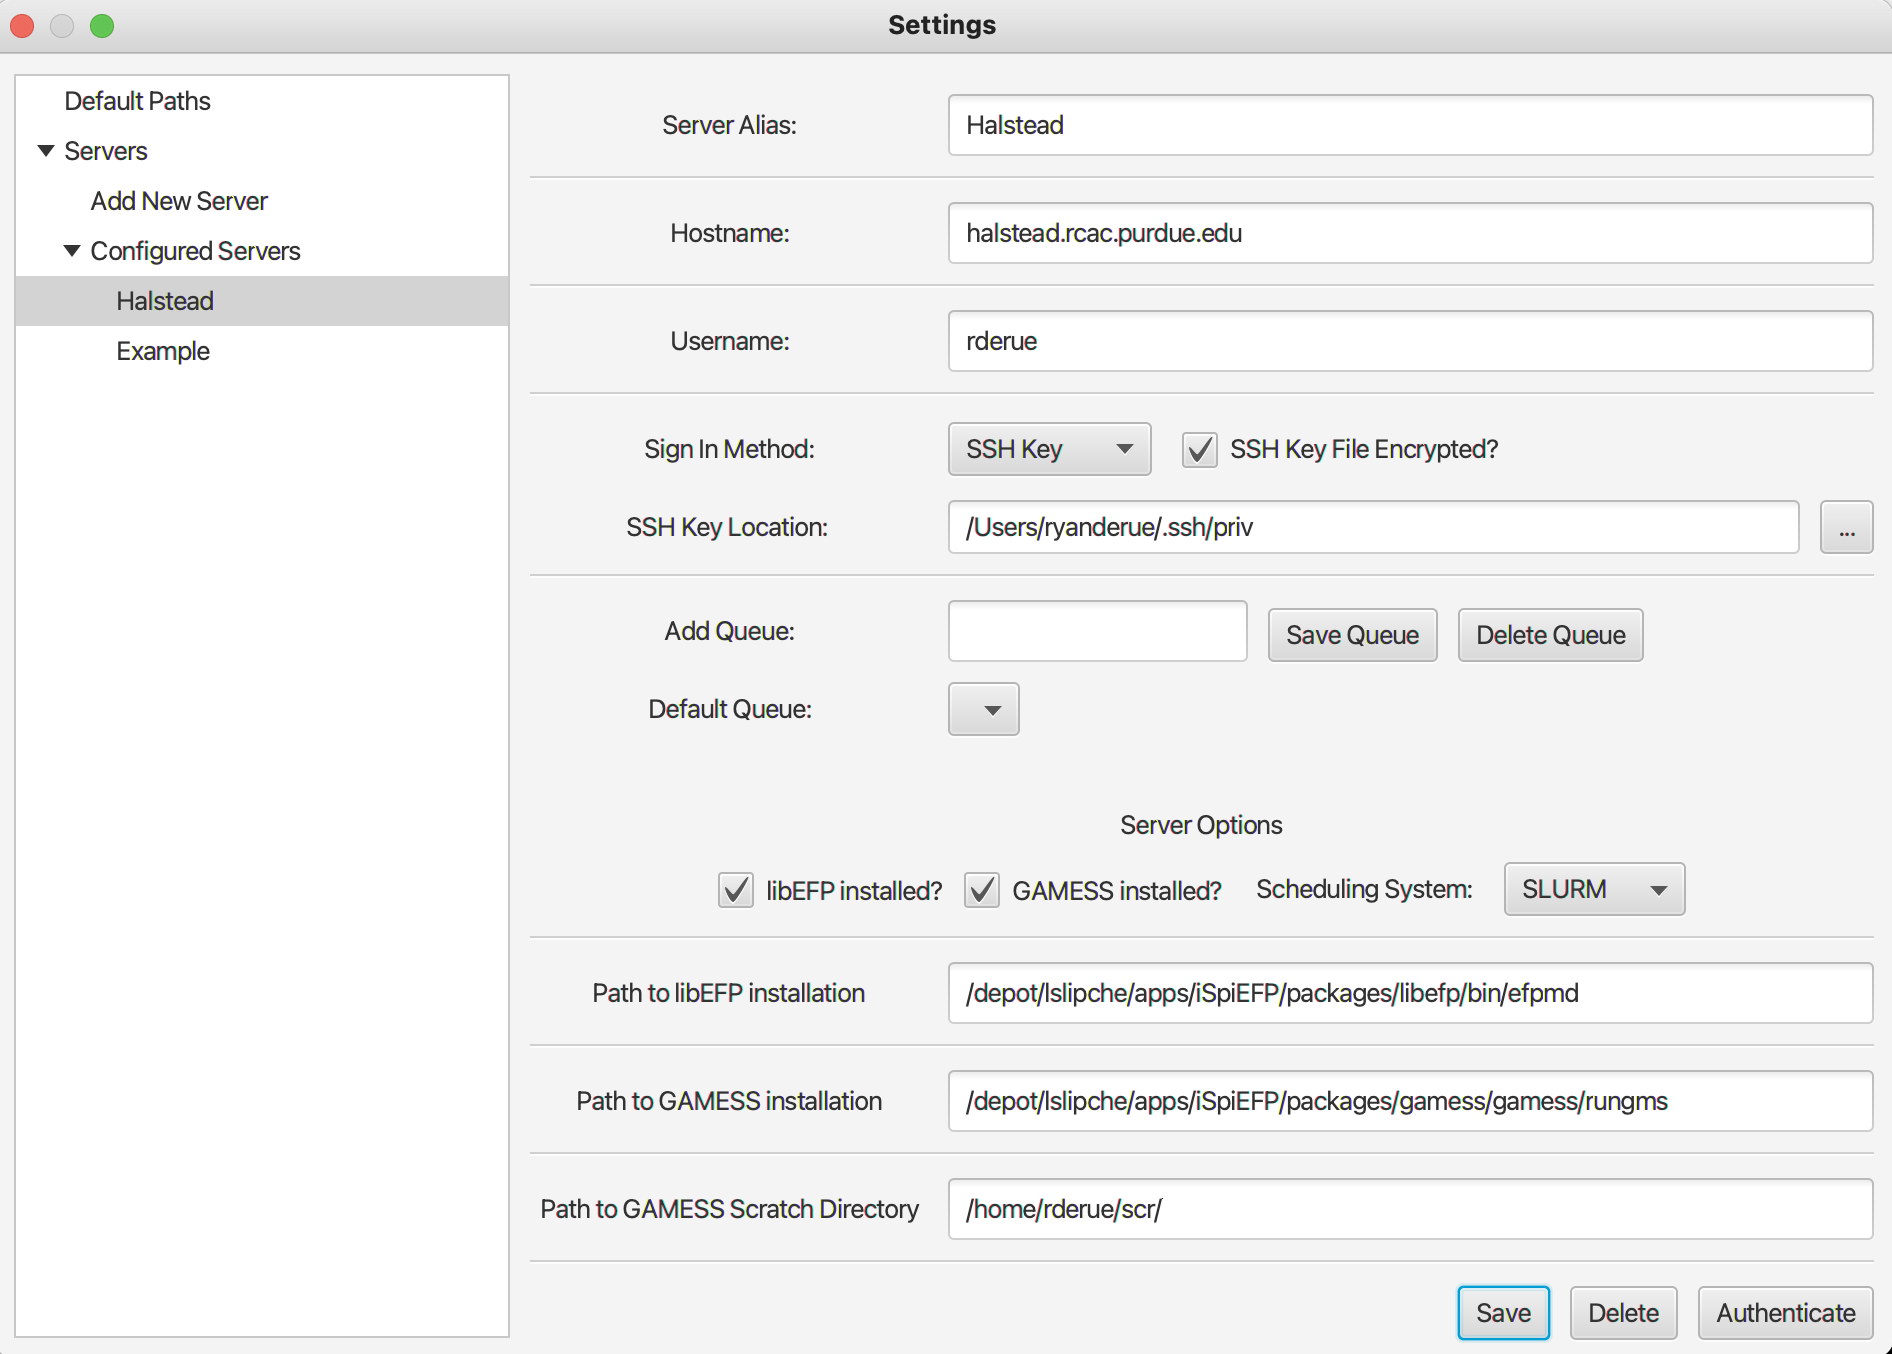 Settings
Default Paths
Servers
Add New Server
Configured Servers
Halstead
Example
Server Alias: Halstead
Hostname: halstead.rcac.purdue.edu
Username: rderue
Sign In Method: SSH Key SSH Key File Encrypted?
SSH Key Location: /Users/ryanderue/.ssh/priv ...
Add Queue: Save Queue Delete Queue
Default Queue:
Server Options
libEFP installed? GAMESS installed? Scheduling System: SLURM
Path to libEFP installation /depot/lslipche/apps/iSpiEFP/packages/libefp/bin/efpmd
Path to GAMESS installation /depot/lslipche/apps/iSpiEFP/packages/gamess/gamess/rungms
Path to GAMESS Scratch Directory /home/rderue/scr/
Save Delete Authenticate